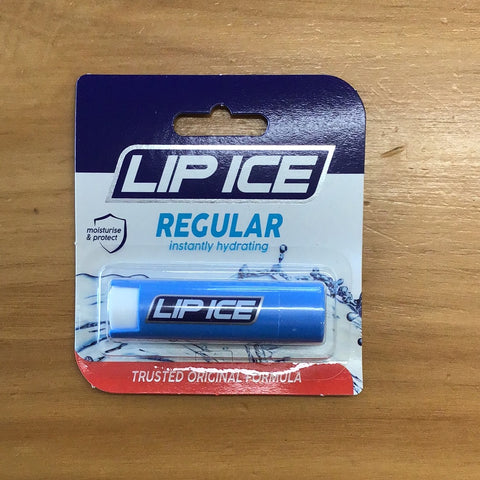 LIP ICE
REGULAR
instantly hydrating
moisturise
& protect
LIP ICE
TRUSTED ORIGINAL FORMULA